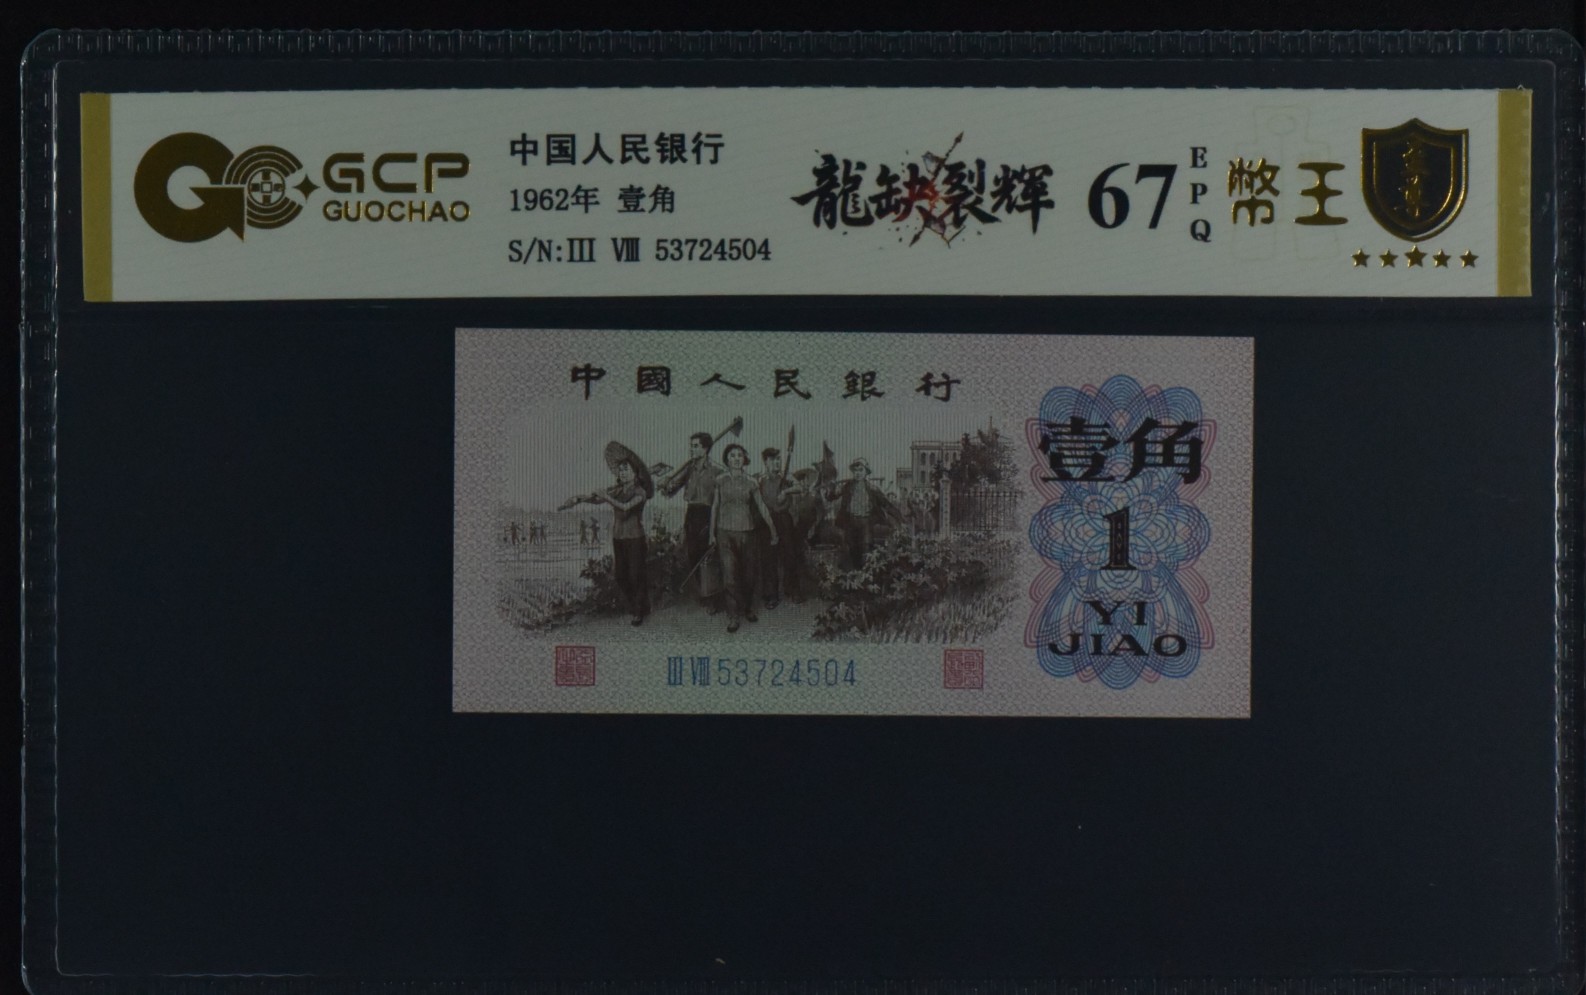 GCP
GUOCHAO
中国人民银行
1962年 壹角
S/N:III VIII 53724504
龍缺裂辉
67
EPQ
幣王
中國人民銀行
壹角
1
YI
JIAO
III VIII 53724504